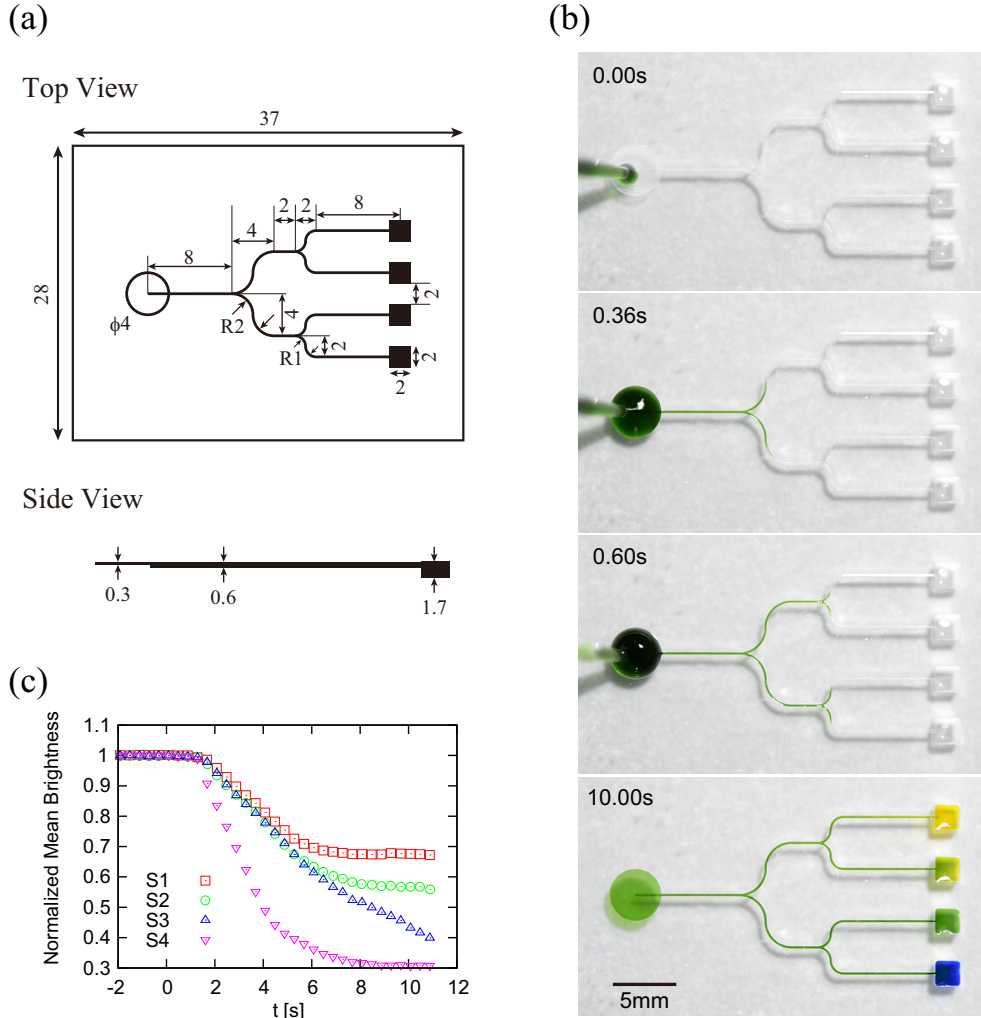 (a)
Top View
37
28
2
2
8
4
8
2
4
ϕ4
R2
R1
2
2
2
Side View
0.3
0.6
1.7
(b)
0.00s
0.36s
0.60s
10.00s
5mm
(c)
Normalized Mean Brightness
1.1
1
0.9
0.8
0.7
0.6
0.5
0.4
0.3
S1
S2
S3
S4
-2 0 2 4 6 8 10 12
t [s]